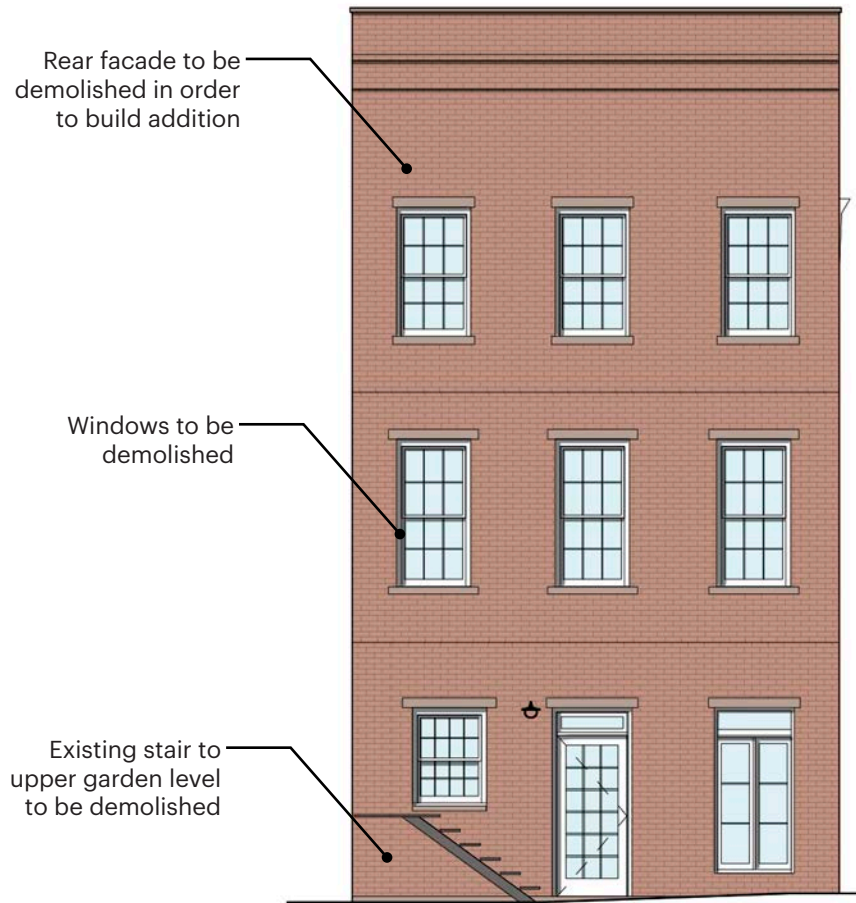 Rear facade to be
demolished in order
to build addition
Windows to be
demolished
Existing stair to
upper garden level
to be demolished